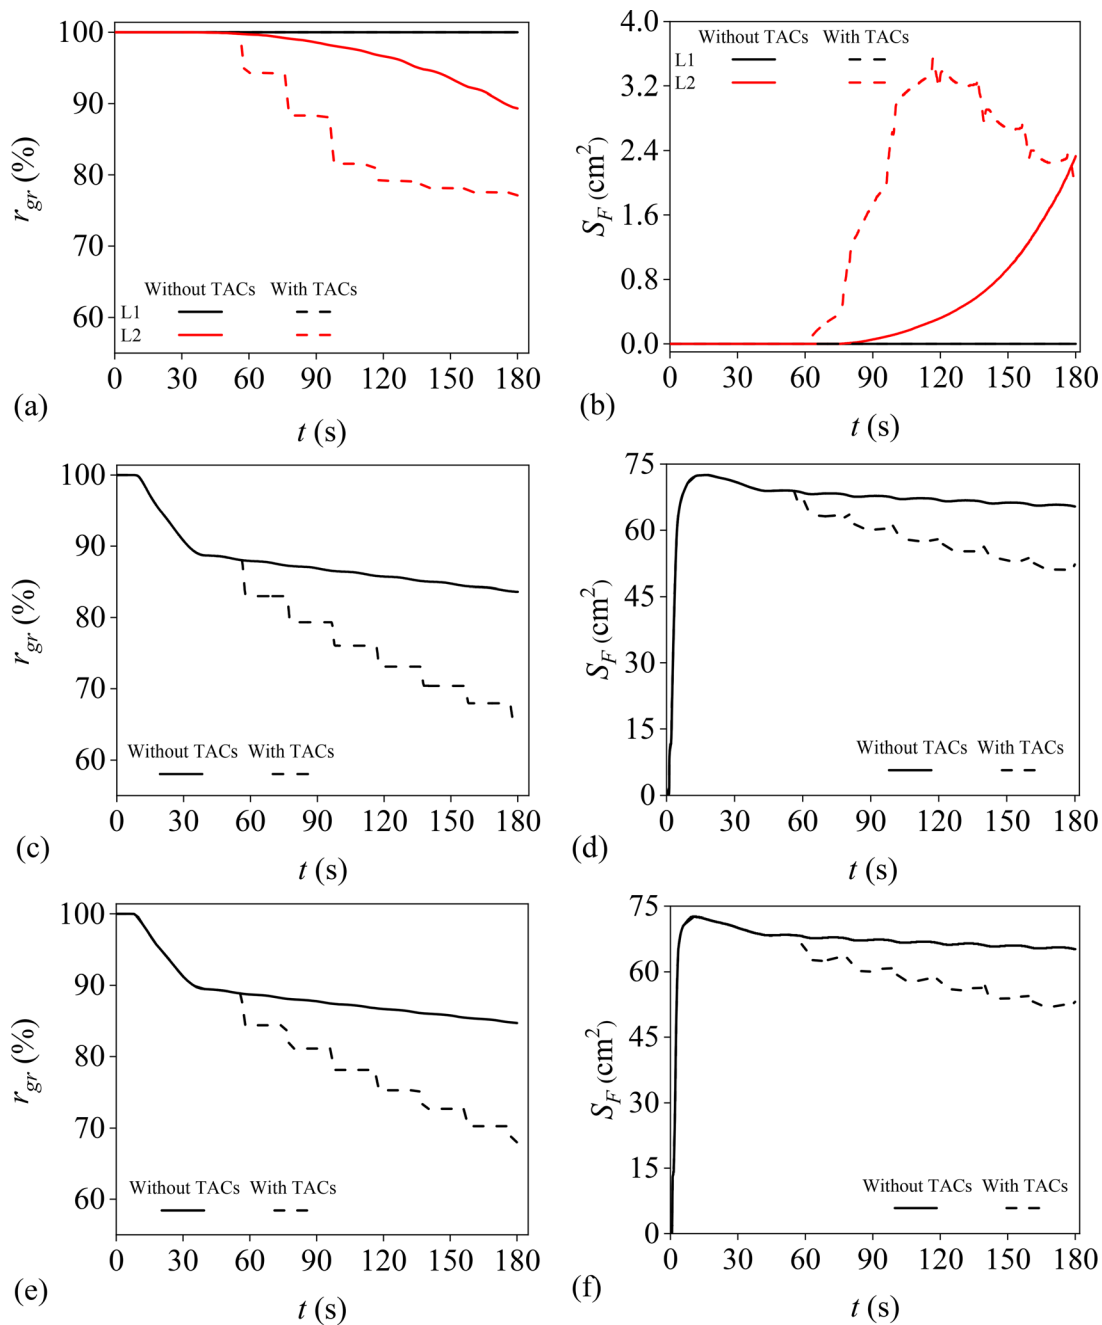 100
90
80
70
60
r_gr (%)
Without TACs With TACs
L1
L2
0 30 60 90 120 150 180
(a)
t (s)
4.0
3.2
2.4
1.6
0.8
0.0
S_F (cm²)
Without TACs With TACs
L1
L2
0 30 60 90 120 150 180
(b)
t (s)
100
90
80
70
60
r_gr (%)
Without TACs With TACs
0 30 60 90 120 150 180
(c)
t (s)
75
60
45
30
15
0
S_F (cm²)
Without TACs With TACs
0 30 60 90 120 150 180
(d)
t (s)
100
90
80
70
60
r_gr (%)
Without TACs With TACs
0 30 60 90 120 150 180
(e)
t (s)
75
60
45
30
15
0
S_F (cm²)
Without TACs With TACs
0 30 60 90 120 150 180
(f)
t (s)